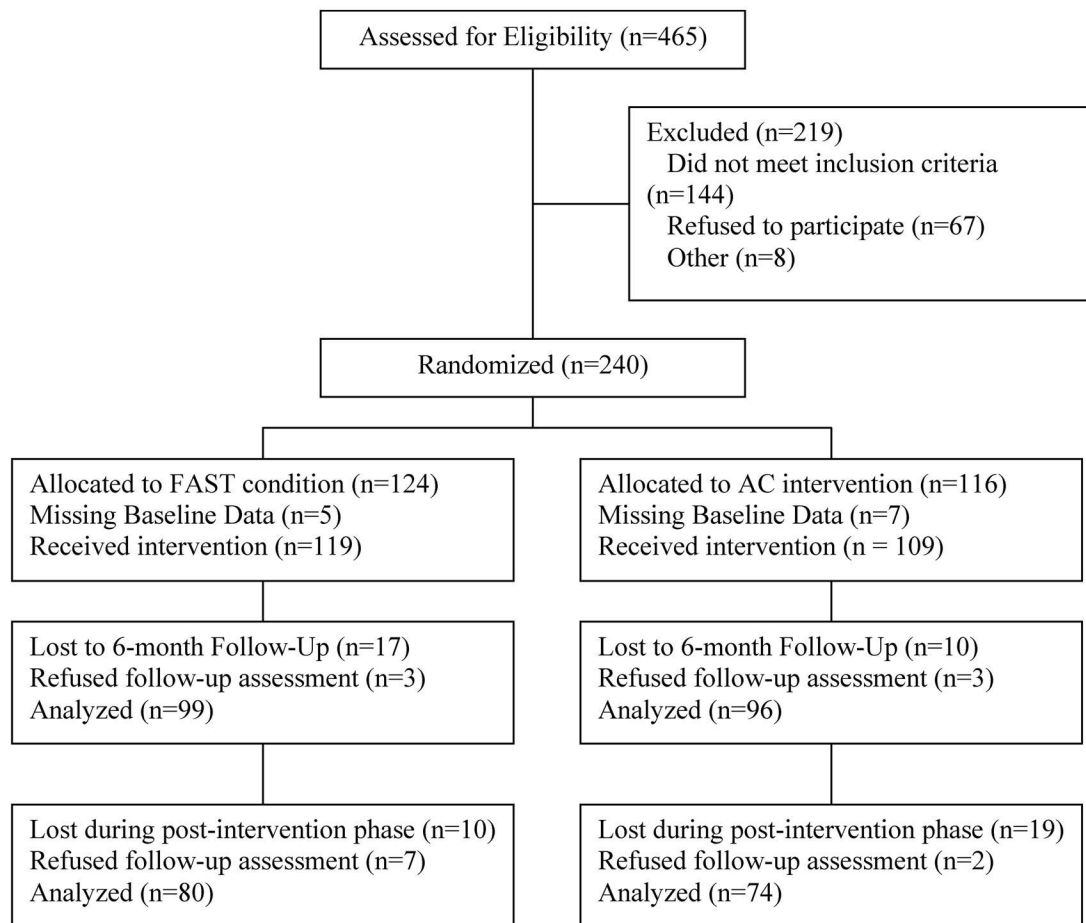 Assessed for Eligibility (n=465)
Excluded (n=219)
Did not meet inclusion criteria
(n=144)
Refused to participate (n=67)
Other (n=8)
Randomized (n=240)
Allocated to FAST condition (n=124)
Missing Baseline Data (n=5)
Received intervention (n=119)
Allocated to AC intervention (n=116)
Missing Baseline Data (n=7)
Received intervention (n = 109)
Lost to 6-month Follow-Up (n=17)
Refused follow-up assessment (n=3)
Analyzed (n=99)
Lost to 6-month Follow-Up (n=10)
Refused follow-up assessment (n=3)
Analyzed (n=96)
Lost during post-intervention phase (n=10)
Refused follow-up assessment (n=7)
Analyzed (n=80)
Lost during post-intervention phase (n=19)
Refused follow-up assessment (n=2)
Analyzed (n=74)